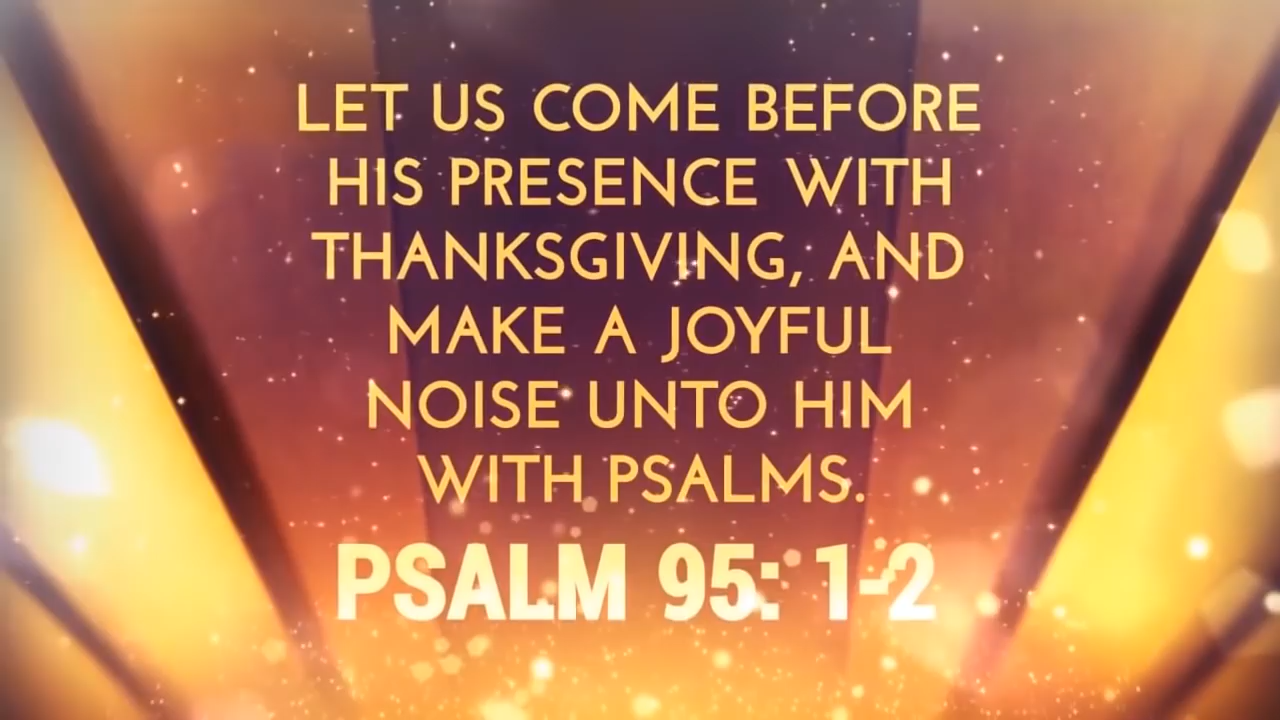 LET US COME BEFORE
HIS PRESENCE WITH
THANKSGIVING, AND
MAKE A JOYFUL
NOISE UNTO HIM
WITH PSALMS.
PSALM 95: 1-2